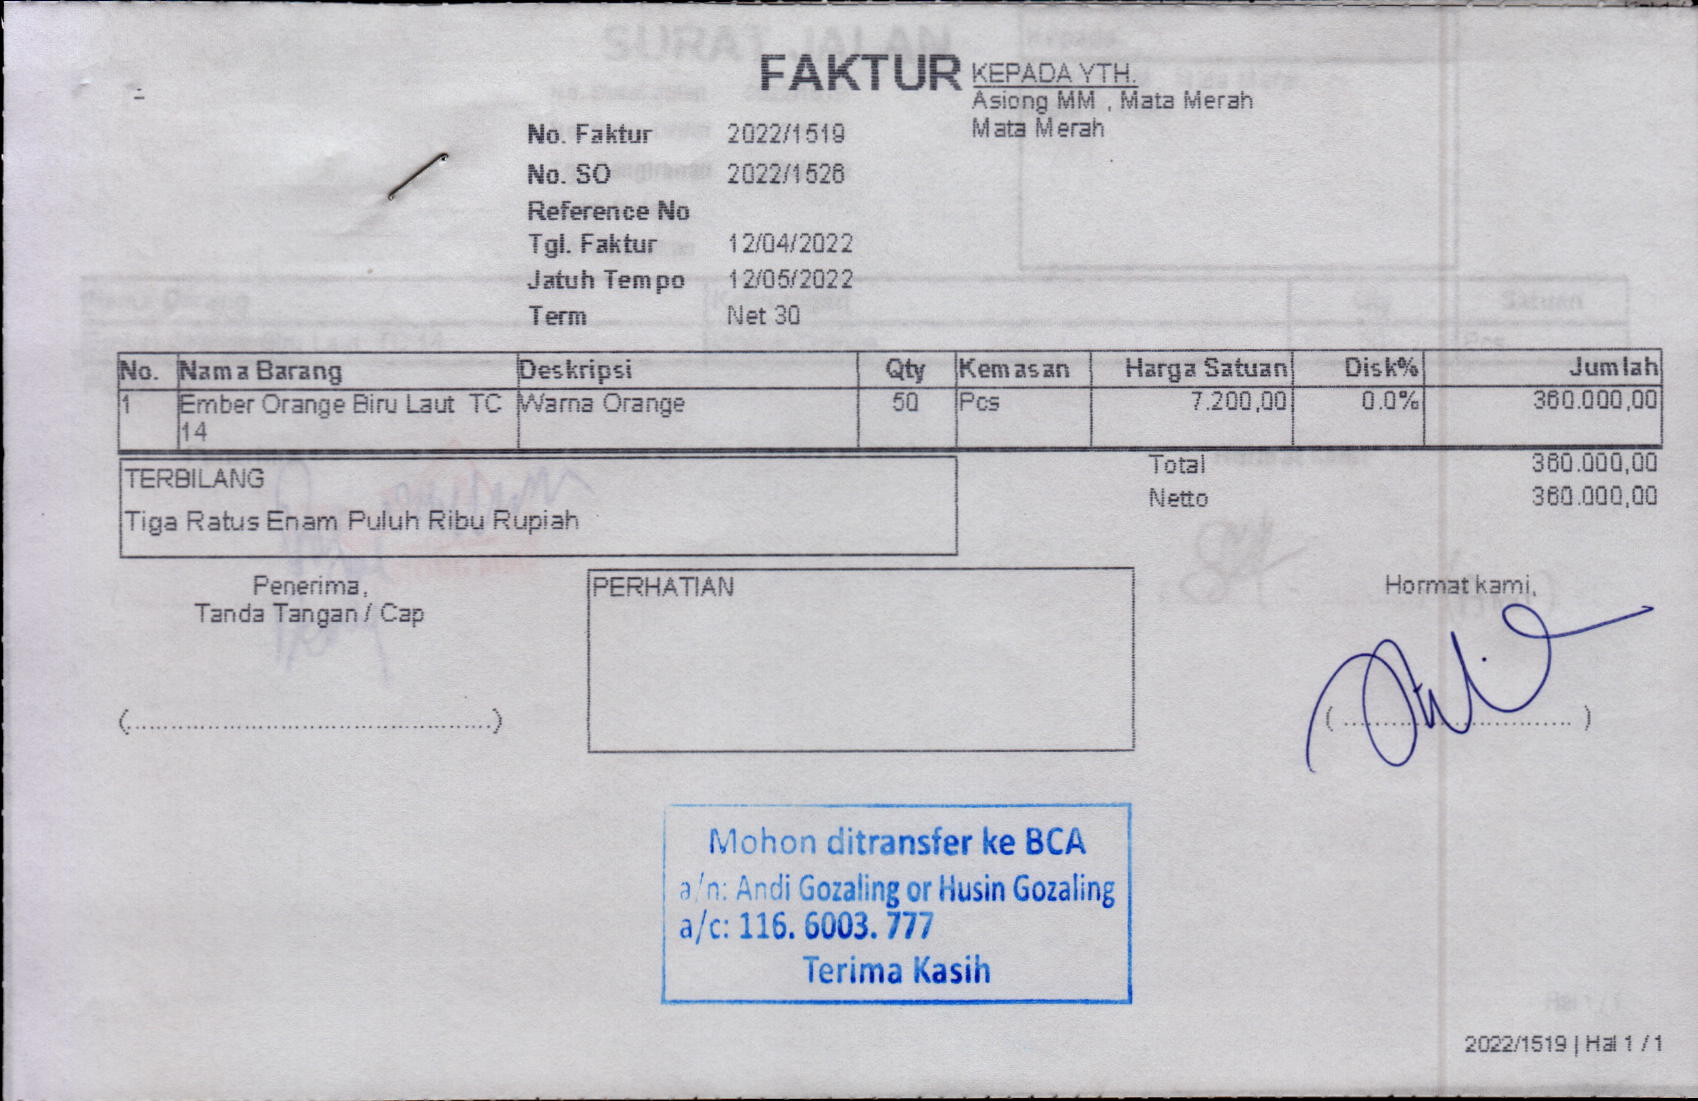 FAKTUR
KEPADA YTH.
Asiong MM , Mata Merah
Mata Merah
No. Faktur 2022/1519
No. SO 2022/1526
Reference No
Tgl. Faktur 12/04/2022
Jatuh Tempo 12/05/2022
Term Net 30
No. Nama Barang Deskripsi Qty Kemasan Harga Satuan Disk% Jumlah
1 Ember Orange Biru Laut TC Warna Orange 50 Pcs 7.200,00 0.0% 360.000,00
14
TERBILANG
Tiga Ratus Enam Puluh Ribu Rupiah
Total 360.000,00
Netto 360.000,00
Penerima,
Tanda Tangan / Cap
(..........................................)
PERHATIAN
Hormat kami,
( .......................... )
Mohon ditransfer ke BCA
a/n: Andi Gozaling or Husin Gozaling
a/c: 116. 6003. 777
Terima Kasih
2022/1519 | Hal 1 / 1